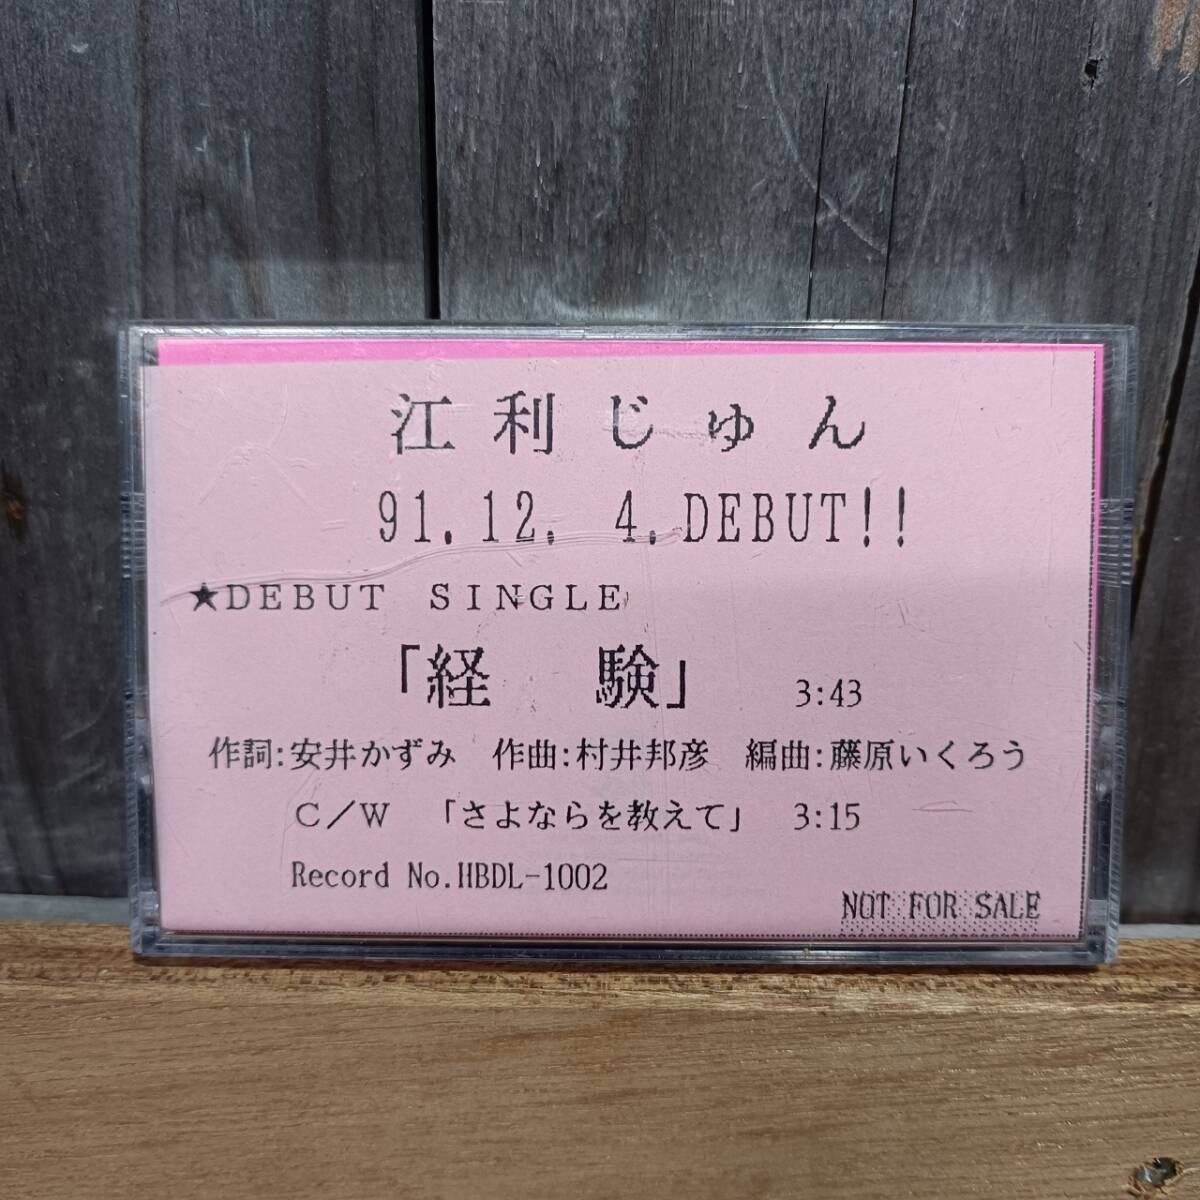 江利じゅん
91.12. 4.DEBUT!!
★DEBUT SINGLE
「経 験」 3:43
作詞:安井かずみ 作曲:村井邦彦 編曲:藤原いくろう
C/W 「さよならを教えて」 3:15
Record No.HBDL-1002
NOT FOR SALE